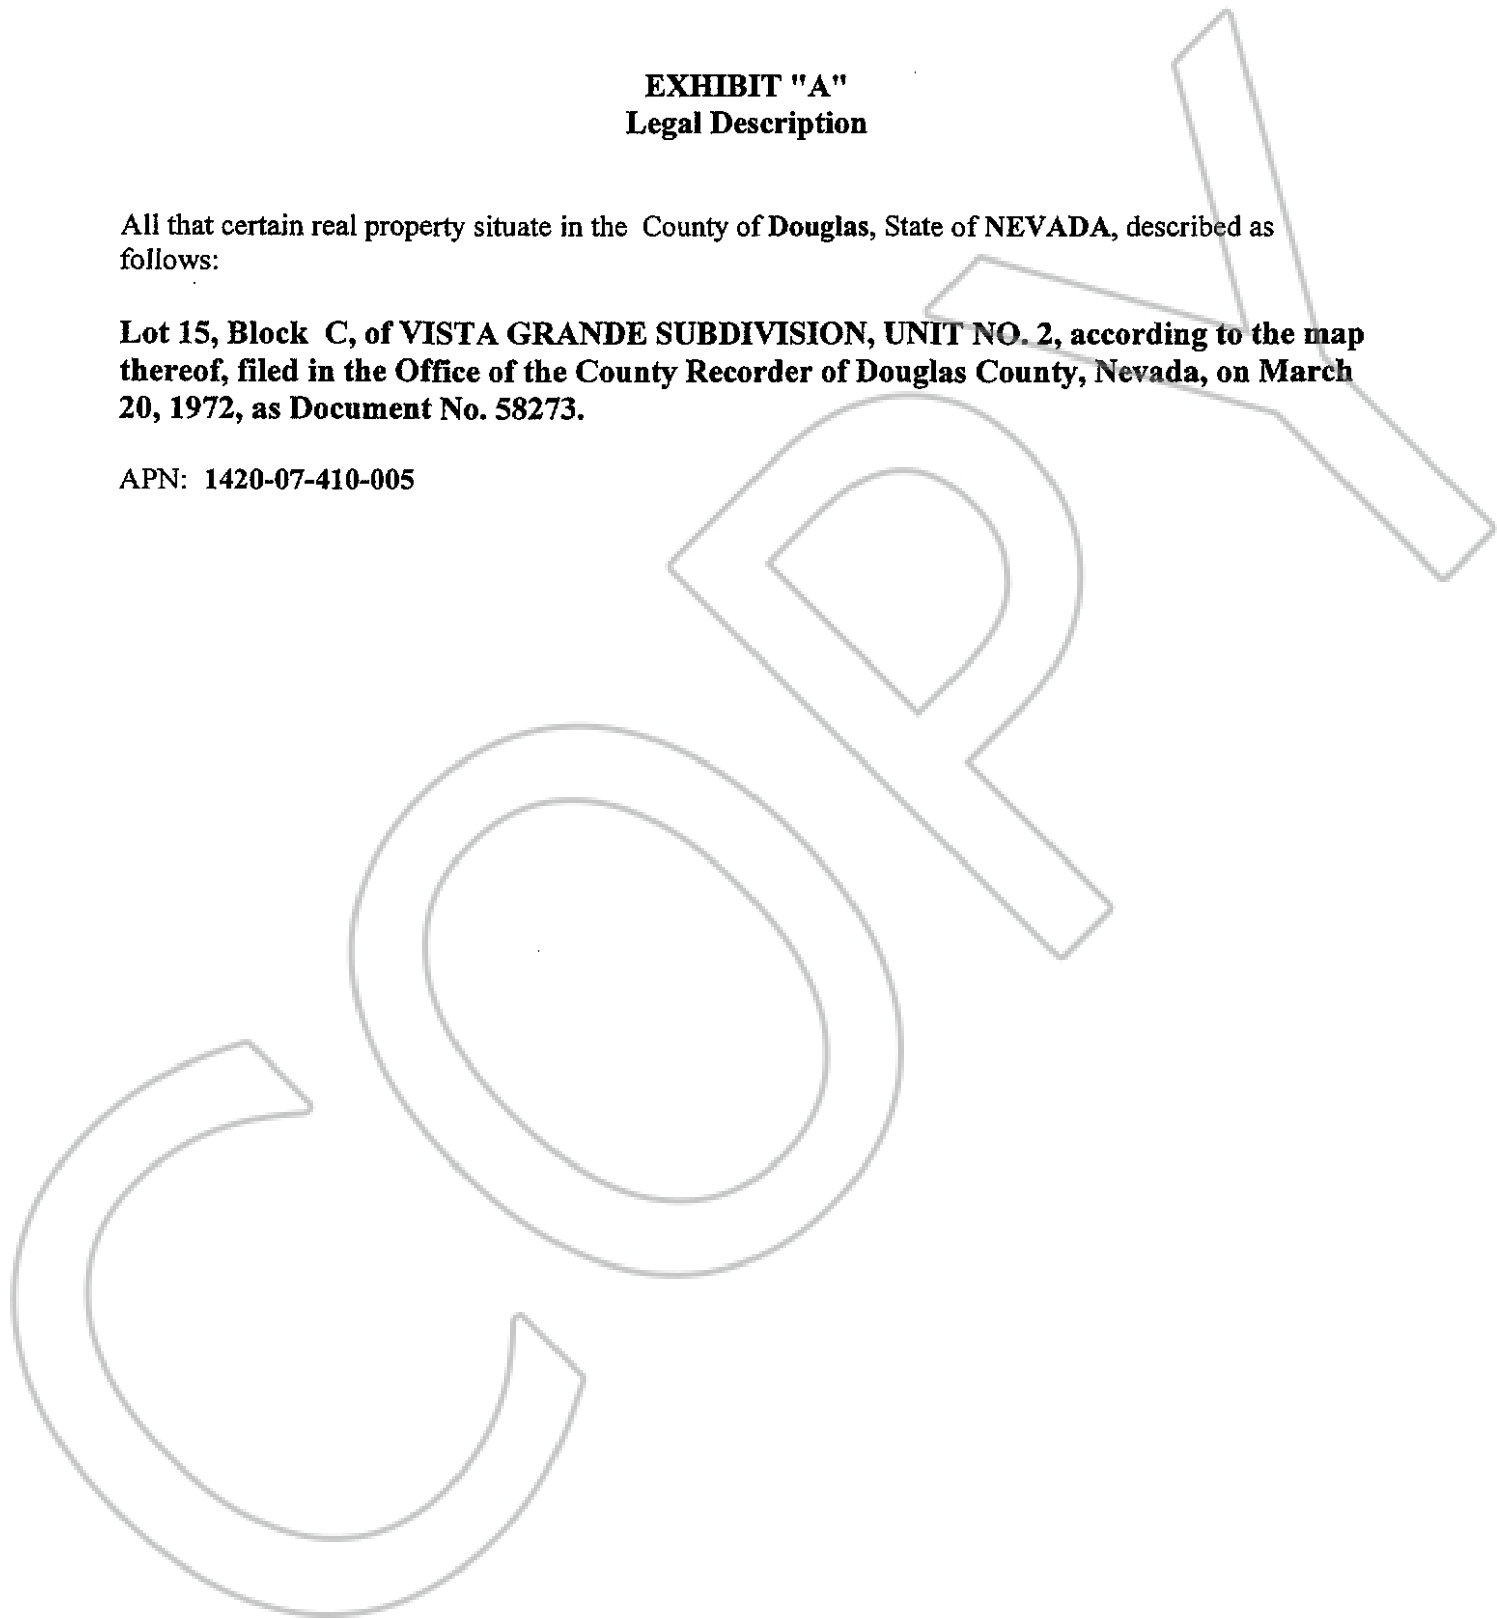 EXHIBIT "A"
Legal Description
All that certain real property situate in the County of Douglas, State of NEVADA, described as
follows:
Lot 15, Block C, of VISTA GRANDE SUBDIVISION, UNIT NO. 2, according to the map
thereof, filed in the Office of the County Recorder of Douglas County, Nevada, on March
20, 1972, as Document No. 58273.
APN: 1420-07-410-005
COPY